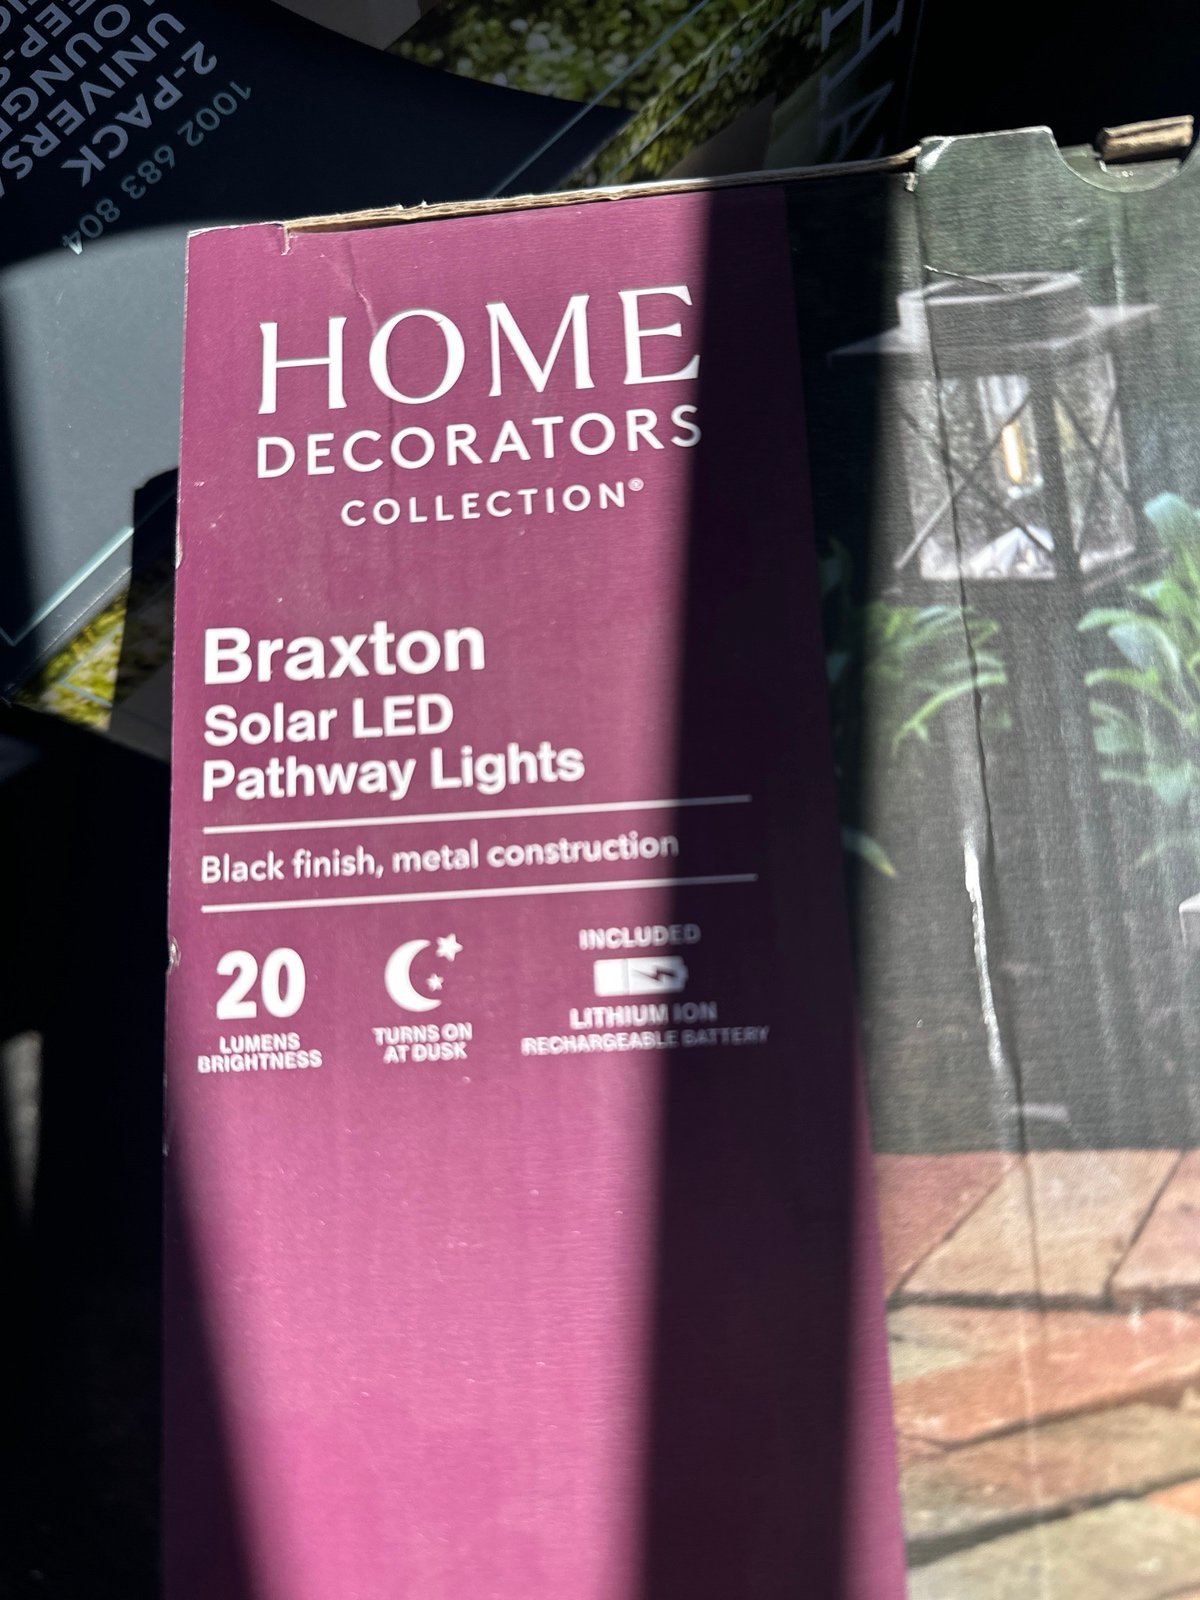 1002 683 804
2-PACK
UNIVERSA
HOME
DECORATORS
COLLECTION®
Braxton
Solar LED
Pathway Lights
Black finish, metal construction
20
LUMENS
BRIGHTNESS
TURNS ON
AT DUSK
INCLUDED
LITHIUM ION
RECHARGEABLE BATTERY